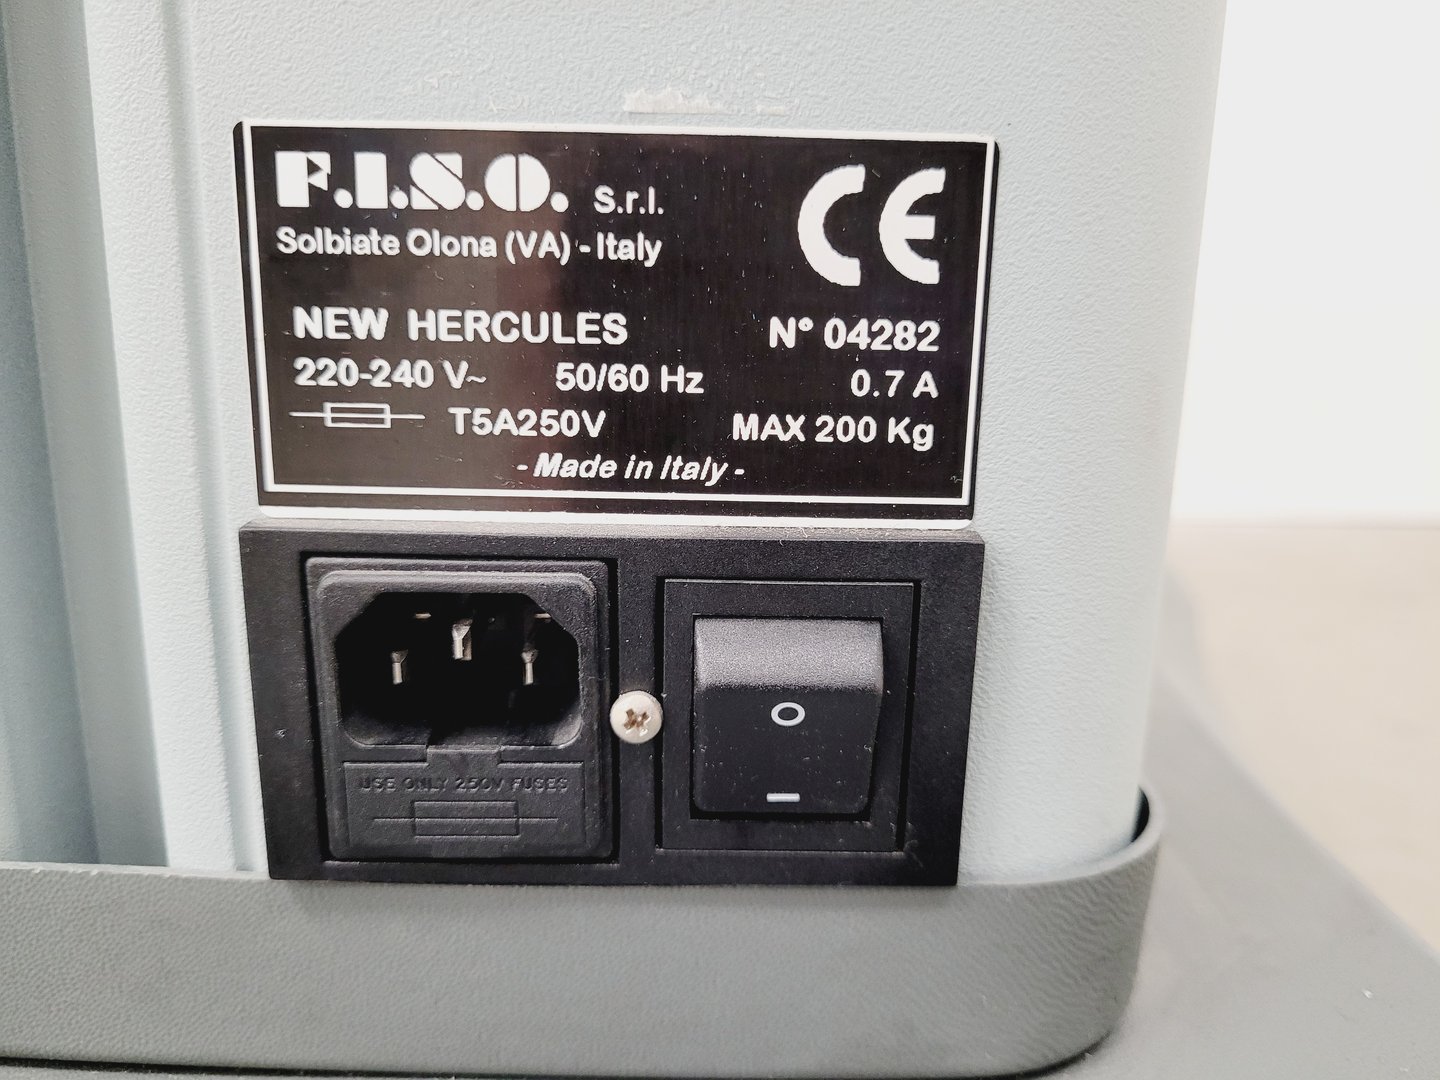 F.I.S.O. S.r.l.
CE
Solbiate Olona (VA) - Italy
NEW HERCULES N° 04282
220-240 V~ 50/60 Hz 0.7 A
T5A250V MAX 200 Kg
- Made in Italy -
USE ONLY 250V FUSES
O